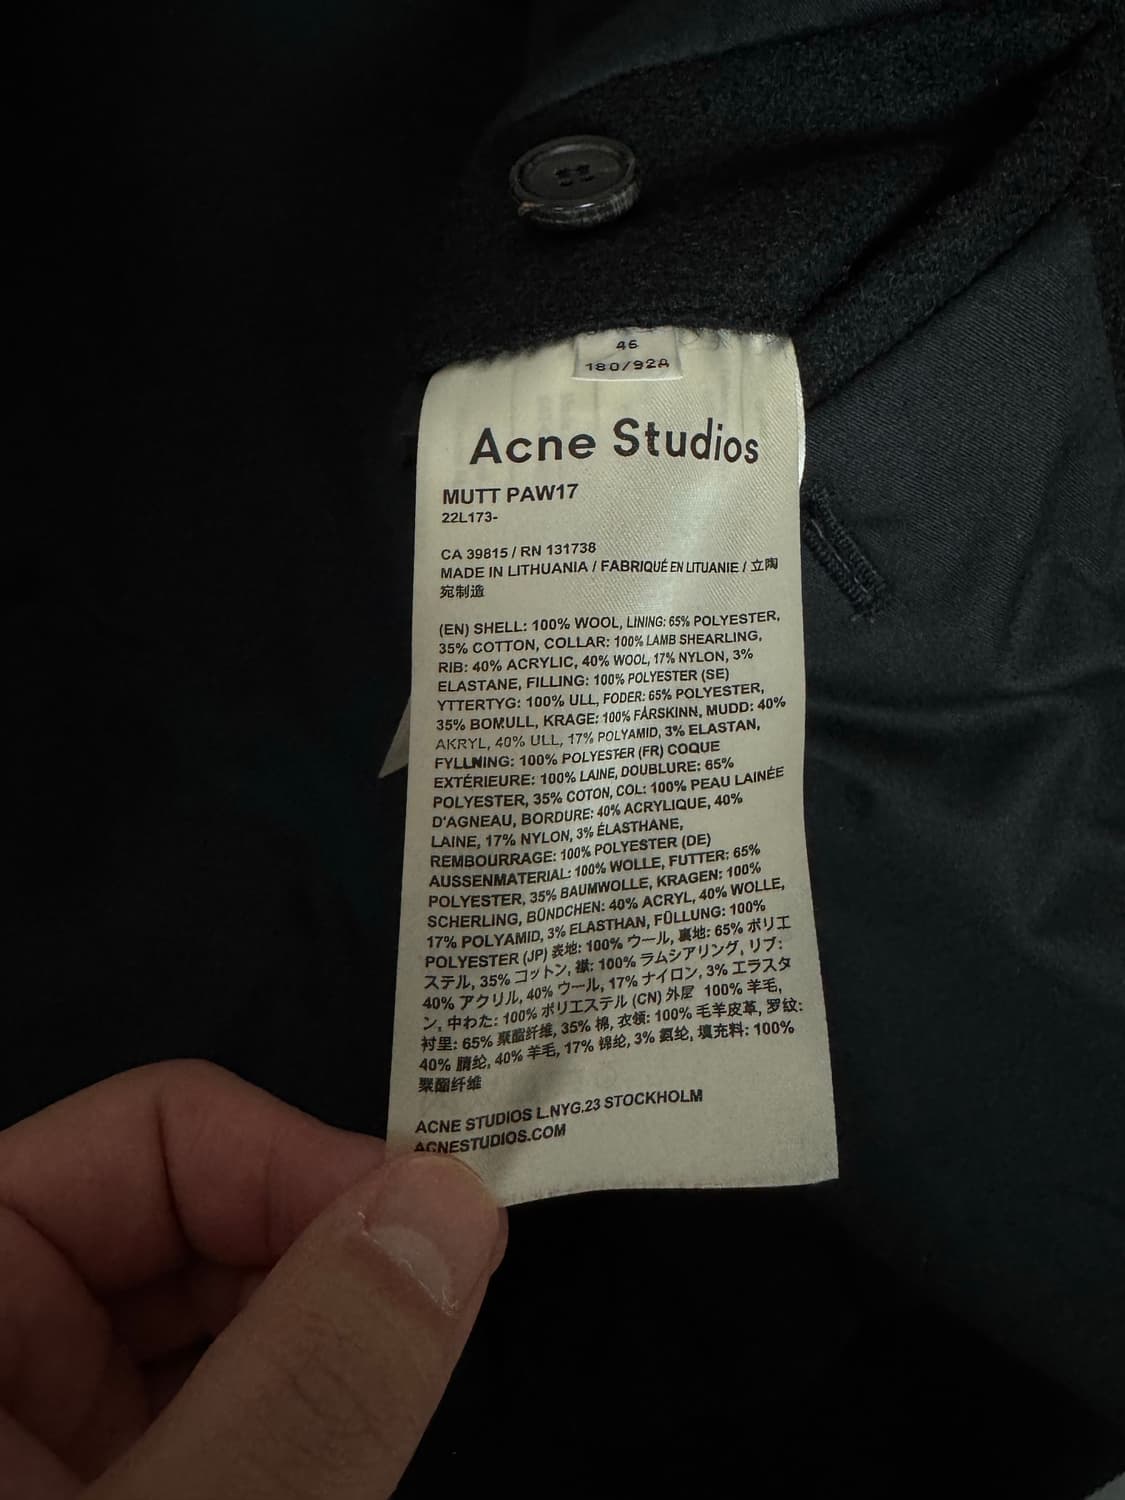 46
180/92A
Acne Studios
MUTT PAW17
22L173-
CA 39815 / RN 131738
MADE IN LITHUANIA / FABRIQUÉ EN LITUANIE / 立陶
宛制造
(EN) SHELL: 100% WOOL, LINING: 65% POLYESTER,
35% COTTON, COLLAR: 100% LAMB SHEARLING,
RIB: 40% ACRYLIC, 40% WOOL, 17% NYLON, 3%
ELASTANE, FILLING: 100% POLYESTER (SE)
YTTERTYG: 100% ULL, FODER: 65% POLYESTER,
35% BOMULL, KRAGE: 100% FÅRSKINN, MUDD: 40%
AKRYL, 40% ULL, 17% POLYAMID, 3% ELASTAN,
FYLLNING: 100% POLYESTER (FR) COQUE
EXTÉRIEURE: 100% LAINE, DOUBLURE: 65%
POLYESTER, 35% COTON, COL: 100% PEAU LAINÉE
D'AGNEAU, BORDURE: 40% ACRYLIQUE, 40%
LAINE, 17% NYLON, 3% ÉLASTHANE,
REMBOURRAGE: 100% POLYESTER (DE)
AUSSENMATERIAL: 100% WOLLE, FUTTER: 65%
POLYESTER, 35% BAUMWOLLE, KRAGEN: 100%
SCHERLING, BÜNDCHEN: 40% ACRYL, 40% WOLLE,
17% POLYAMID, 3% ELASTHAN, FÜLLUNG: 100%
POLYESTER (JP) 表地: 100% ウール, 裏地: 65% ポリエ
ステル, 35% コットン, 襟: 100% ラムシアリング, リブ:
40% アクリル, 40% ウール, 17% ナイロン, 3% エラスタ
ン, 中わた: 100% ポリエステル (CN) 外层 100% 羊毛,
衬里: 65% 聚酯纤维, 35% 棉, 衣领: 100% 毛羊皮革, 罗纹:
40% 腈纶, 40% 羊毛, 17% 锦纶, 3% 氨纶, 填充料: 100%
聚酯纤维
ACNE STUDIOS L.NYG.23 STOCKHOLM
ACNESTUDIOS.COM